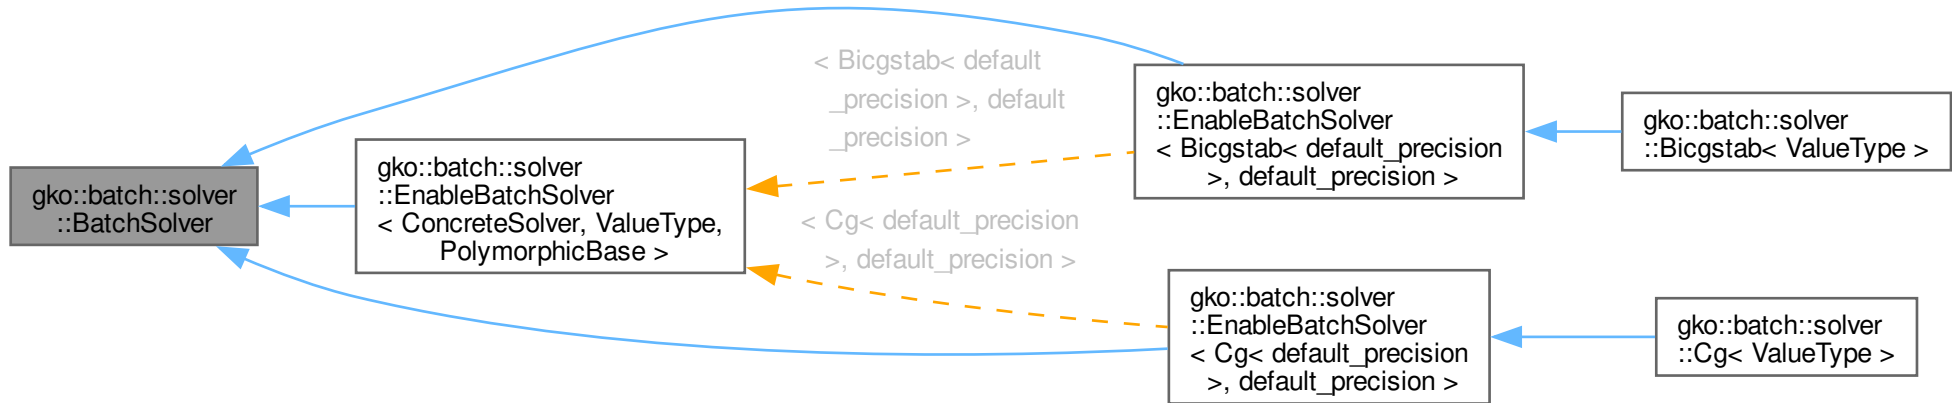 gko::batch::solver
::BatchSolver
gko::batch::solver
::EnableBatchSolver
< ConcreteSolver, ValueType,
PolymorphicBase >
< Bicgstab< default
_precision >, default
_precision >
< Cg< default_precision
>, default_precision >
gko::batch::solver
::EnableBatchSolver
< Bicgstab< default_precision
>, default_precision >
gko::batch::solver
::Bicgstab< ValueType >
gko::batch::solver
::EnableBatchSolver
< Cg< default_precision
>, default_precision >
gko::batch::solver
::Cg< ValueType >